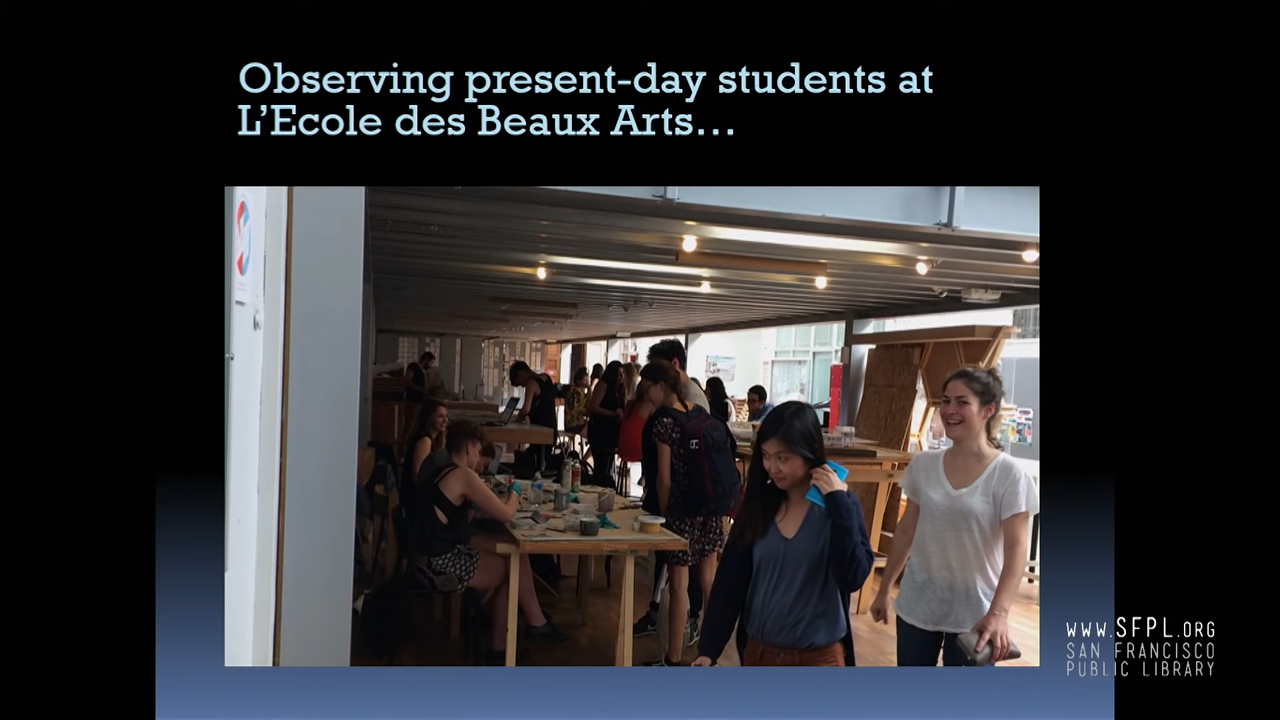 Observing present-day students at
L'Ecole des Beaux Arts...
WWW.SFPL.ORG
SAN FRANCISCO
PUBLIC LIBRARY